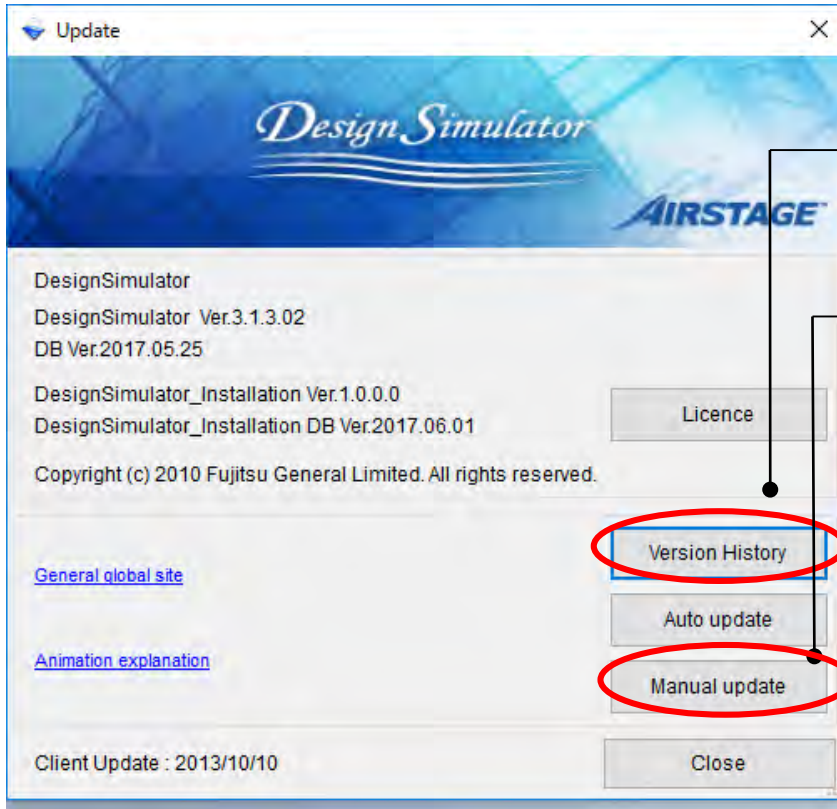 Update
Design Simulator
AIRSTAGE™
DesignSimulator
DesignSimulator Ver.3.1.3.02
DB Ver.2017.05.25
DesignSimulator_Installation Ver.1.0.0.0
DesignSimulator_Installation DB Ver.2017.06.01
Licence
Copyright (c) 2010 Fujitsu General Limited. All rights reserved.
Version History
General global site
Auto update
Animation explanation
Manual update
Client Update : 2013/10/10
Close